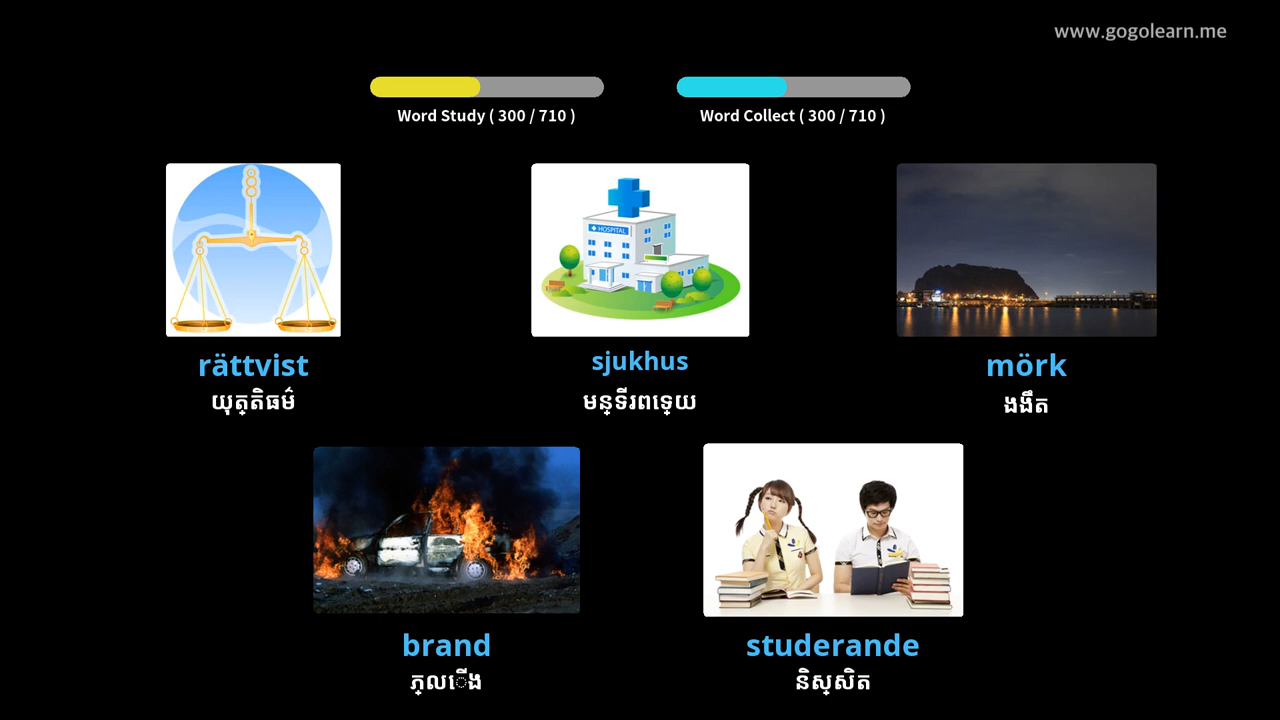 www.gogolearn.me
Word Study ( 300 / 710 )
Word Collect ( 300 / 710 )
HOSPITAL
rättvist
យុត្តិធម៌
sjukhus
មន្ទីរពេទ្យ
mörk
ងងឹត
brand
ភ្លើង
studerande
និស្សិត